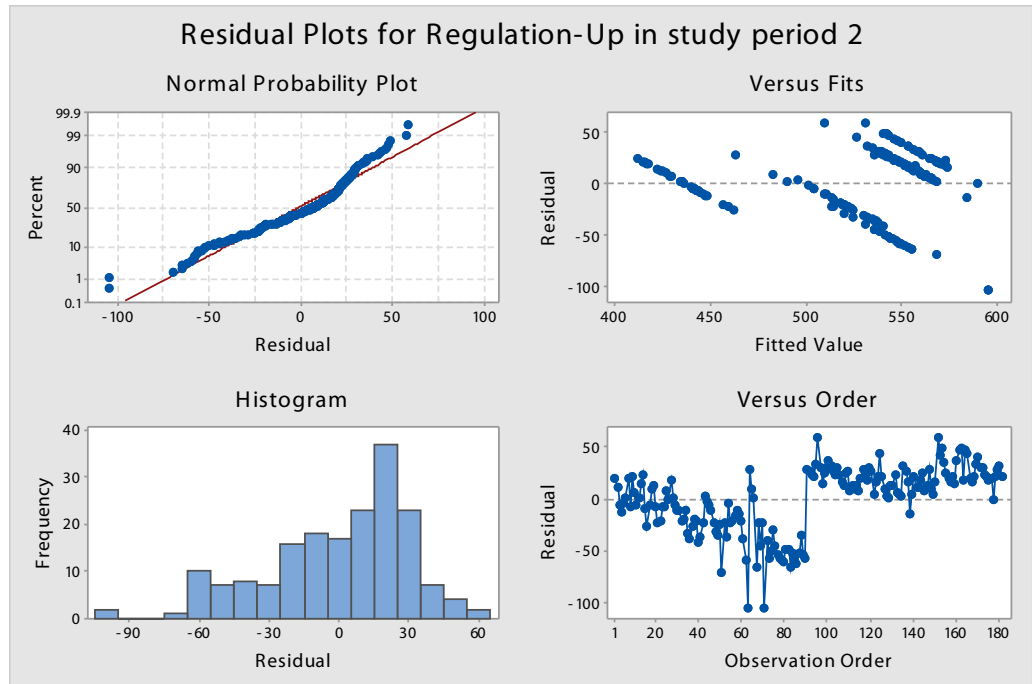 Residual Plots for Regulation-Up in study period 2
Normal Probability Plot
99.9
99
90
50
10
1
0.1
Percent
-100 -50 0 50 100
Residual
Versus Fits
50
0
-50
-100
Residual
400 450 500 550 600
Fitted Value
Histogram
40
30
20
10
0
Frequency
-90 -60 -30 0 30 60
Residual
Versus Order
50
0
-50
-100
Residual
1 20 40 60 80 100 120 140 160 180
Observation Order